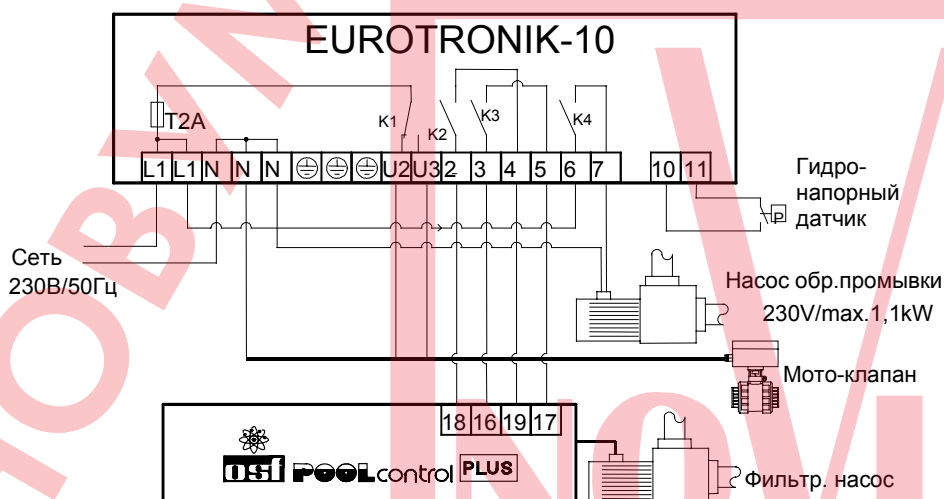 EUROTRONIK-10
T2A
K1
K2
K3
K4
L1 L1 N N N U2 U3 2 3 4 5 6 7 10 11
Гидро-
напорный
датчик
P
Сеть
230В/50Гц
Насос обр.промывки
230V/max.1,1kW
Мото-клапан
18 16 19 17
osf POOLcontrol PLUS
Фильтр. насос